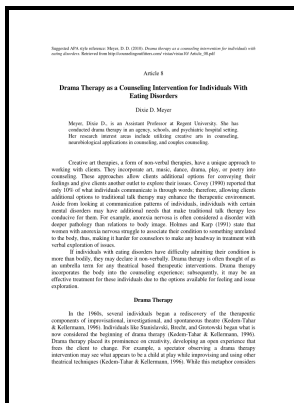 Suggested APA style reference: Meyer, D. D. (2010). Drama therapy as a counseling intervention for individuals with
eating disorders. Retrieved from
Article 8
Drama Therapy as a Counseling Intervention for Individuals With
Eating Disorders
Dixie D. Meyer
Meyer, Dixie D., is an Assistant Professor at Regent University. She has
conducted drama therapy in an agency, schools, and psychiatric hospital setting.
Her research interest areas include utilizing creative arts in counseling,
neurobiological applications in counseling, and couples counseling.
Creative art therapies, a form of non-verbal therapies, have a unique approach to
working with clients. They incorporate art, music, dance, drama, play, or poetry into
counseling. These approaches allow clients additional options for conveying their
feelings and give clients another outlet to explore their issues. Covey (1990) reported that
only 10% of what individuals communicate is through words; therefore, allowing clients
additional options to traditional talk therapy may enhance the therapeutic environment.
Aside from looking at communication patterns of individuals, individuals with certain
mental disorders may have additional needs that make traditional talk therapy less
conducive for them. For example, anorexia nervosa is often considered a disorder with
deeper pathology than relations to body image. Holmes and Karp (1991) state that
women with anorexia nervosa struggle to associate their condition to something unrelated
to the body, thus, making it harder for counselors to make any headway in treatment with
verbal exploration of issues.
If individuals with eating disorders have difficulty admitting their condition is
more than bodily, they may declare it non-verbally. Drama therapy is often thought of as
an umbrella term for any theatrical based therapeutic interventions. Drama therapy
incorporates the body into the counseling experience; subsequently, it may be an
effective treatment for these individuals due to the options available for feeling and issue
exploration.
Drama Therapy
In the 1960s, several individuals began a rediscovery of the therapeutic
components of improvisational, investigational, and spontaneous theatre (Kedem-Tahar
& Kellermann, 1996). Individuals like Stanislavski, Brecht, and Grotowski began what is
now considered the beginning of drama therapy (Kedem-Tahar & Kellermann, 1996).
Drama therapy placed its prominence on creativity, developing an open experience that
frees the client to change. For example, a spectator observing a drama therapy
intervention may see what appears to be a child at play while improvising and using other
theatrical techniques (Kedem-Tahar & Kellermann, 1996). While this metaphor considers